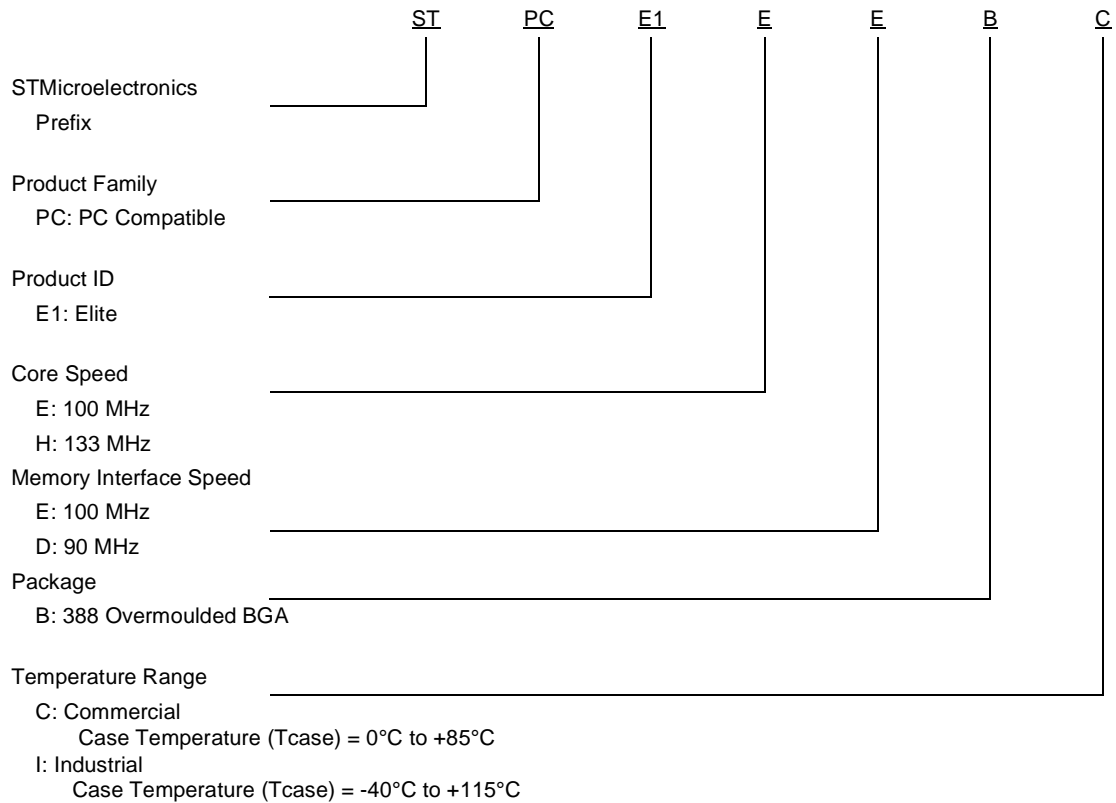 ST PC E1 E E B C
STMicroelectronics
Prefix
Product Family
PC: PC Compatible
Product ID
E1: Elite
Core Speed
E: 100 MHz
H: 133 MHz
Memory Interface Speed
E: 100 MHz
D: 90 MHz
Package
B: 388 Overmoulded BGA
Temperature Range
C: Commercial
Case Temperature (Tcase) = 0°C to +85°C
I: Industrial
Case Temperature (Tcase) = -40°C to +115°C